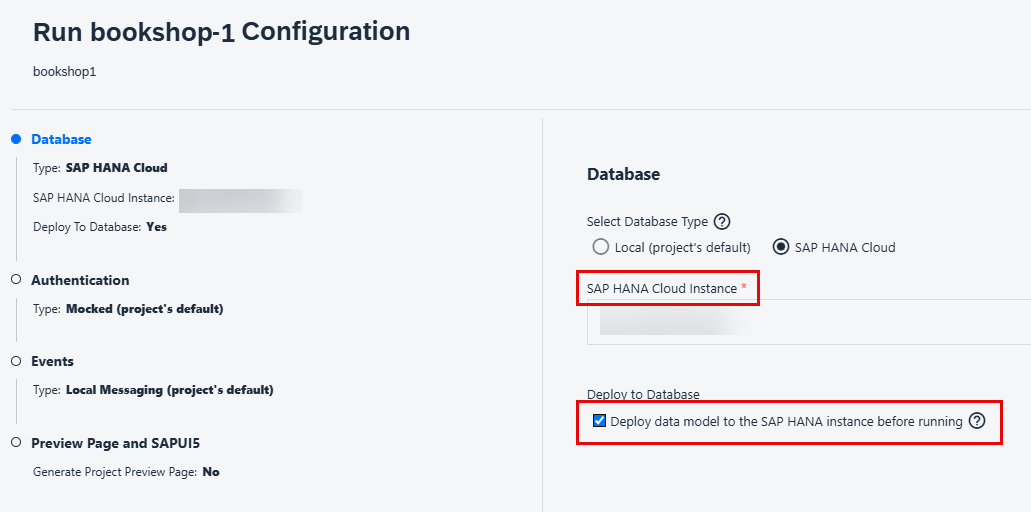 Run bookshop-1 Configuration
bookshop1
Database
Type: SAP HANA Cloud
SAP HANA Cloud Instance:
Deploy To Database: Yes
Authentication
Type: Mocked (project's default)
Events
Type: Local Messaging (project's default)
Preview Page and SAPUI5
Generate Project Preview Page: No
Database
Select Database Type ?
Local (project's default) SAP HANA Cloud
SAP HANA Cloud Instance *
Deploy to Database
Deploy data model to the SAP HANA instance before running ?